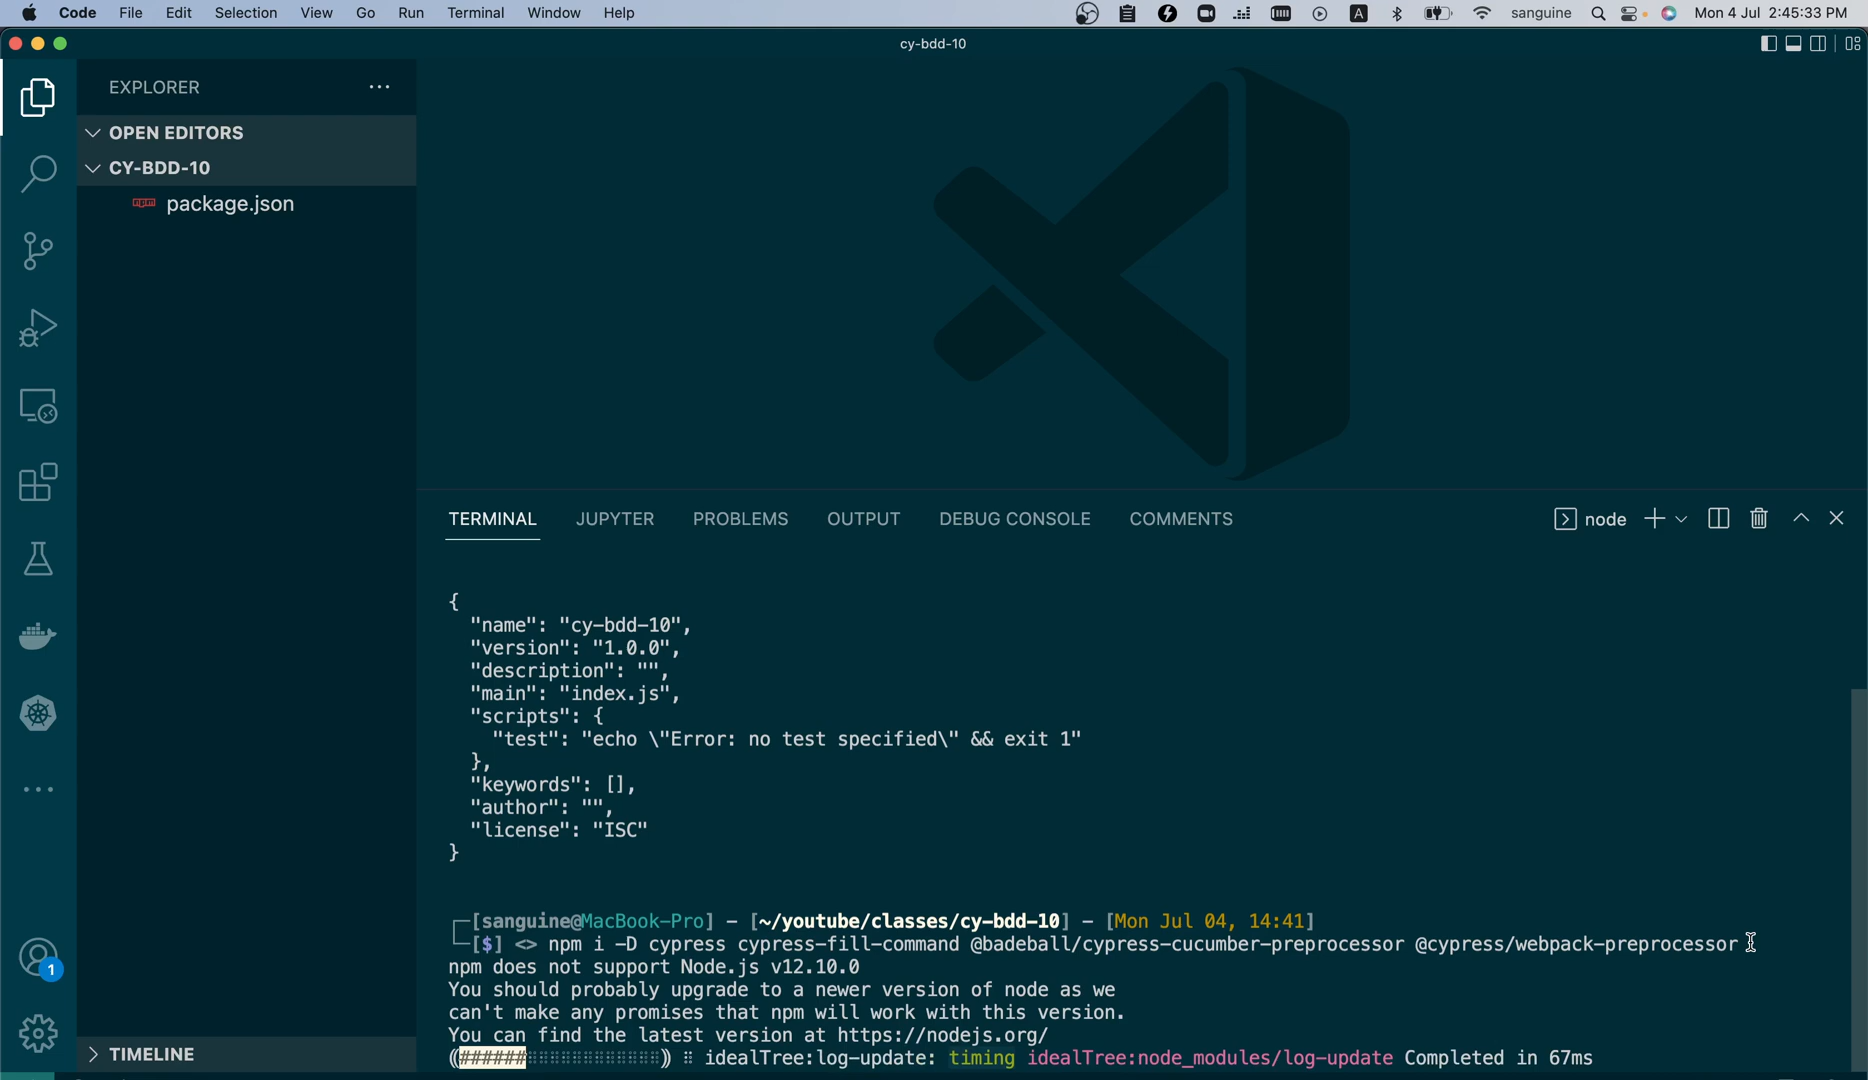 Code File Edit Selection View Go Run Terminal Window Help A sanguine Mon 4 Jul 2:45:33 PM
cy-bdd-10
EXPLORER
OPEN EDITORS
CY-BDD-10
package.json
TERMINAL JUPYTER PROBLEMS OUTPUT DEBUG CONSOLE COMMENTS node
{
"name": "cy-bdd-10",
"version": "1.0.0",
"description": "",
"main": "index.js",
"scripts": {
"test": "echo \"Error: no test specified\" && exit 1"
},
"keywords": [],
"author": "",
"license": "ISC"
}
[sanguine@MacBook-Pro] - [~/youtube/classes/cy-bdd-10] - [Mon Jul 04, 14:41]
[$] <> npm i -D cypress cypress-fill-command @badeball/cypress-cucumber-preprocessor @cypress/webpack-preprocessor
npm does not support Node.js v12.10.0
You should probably upgrade to a newer version of node as we
can't make any promises that npm will work with this version.
You can find the latest version at https://nodejs.org/
(######⠂⠂⠂⠂⠂⠂⠂⠂⠂⠂⠂⠂) ⠸ idealTree:log-update: timing idealTree:node_modules/log-update Completed in 67ms
1
TIMELINE